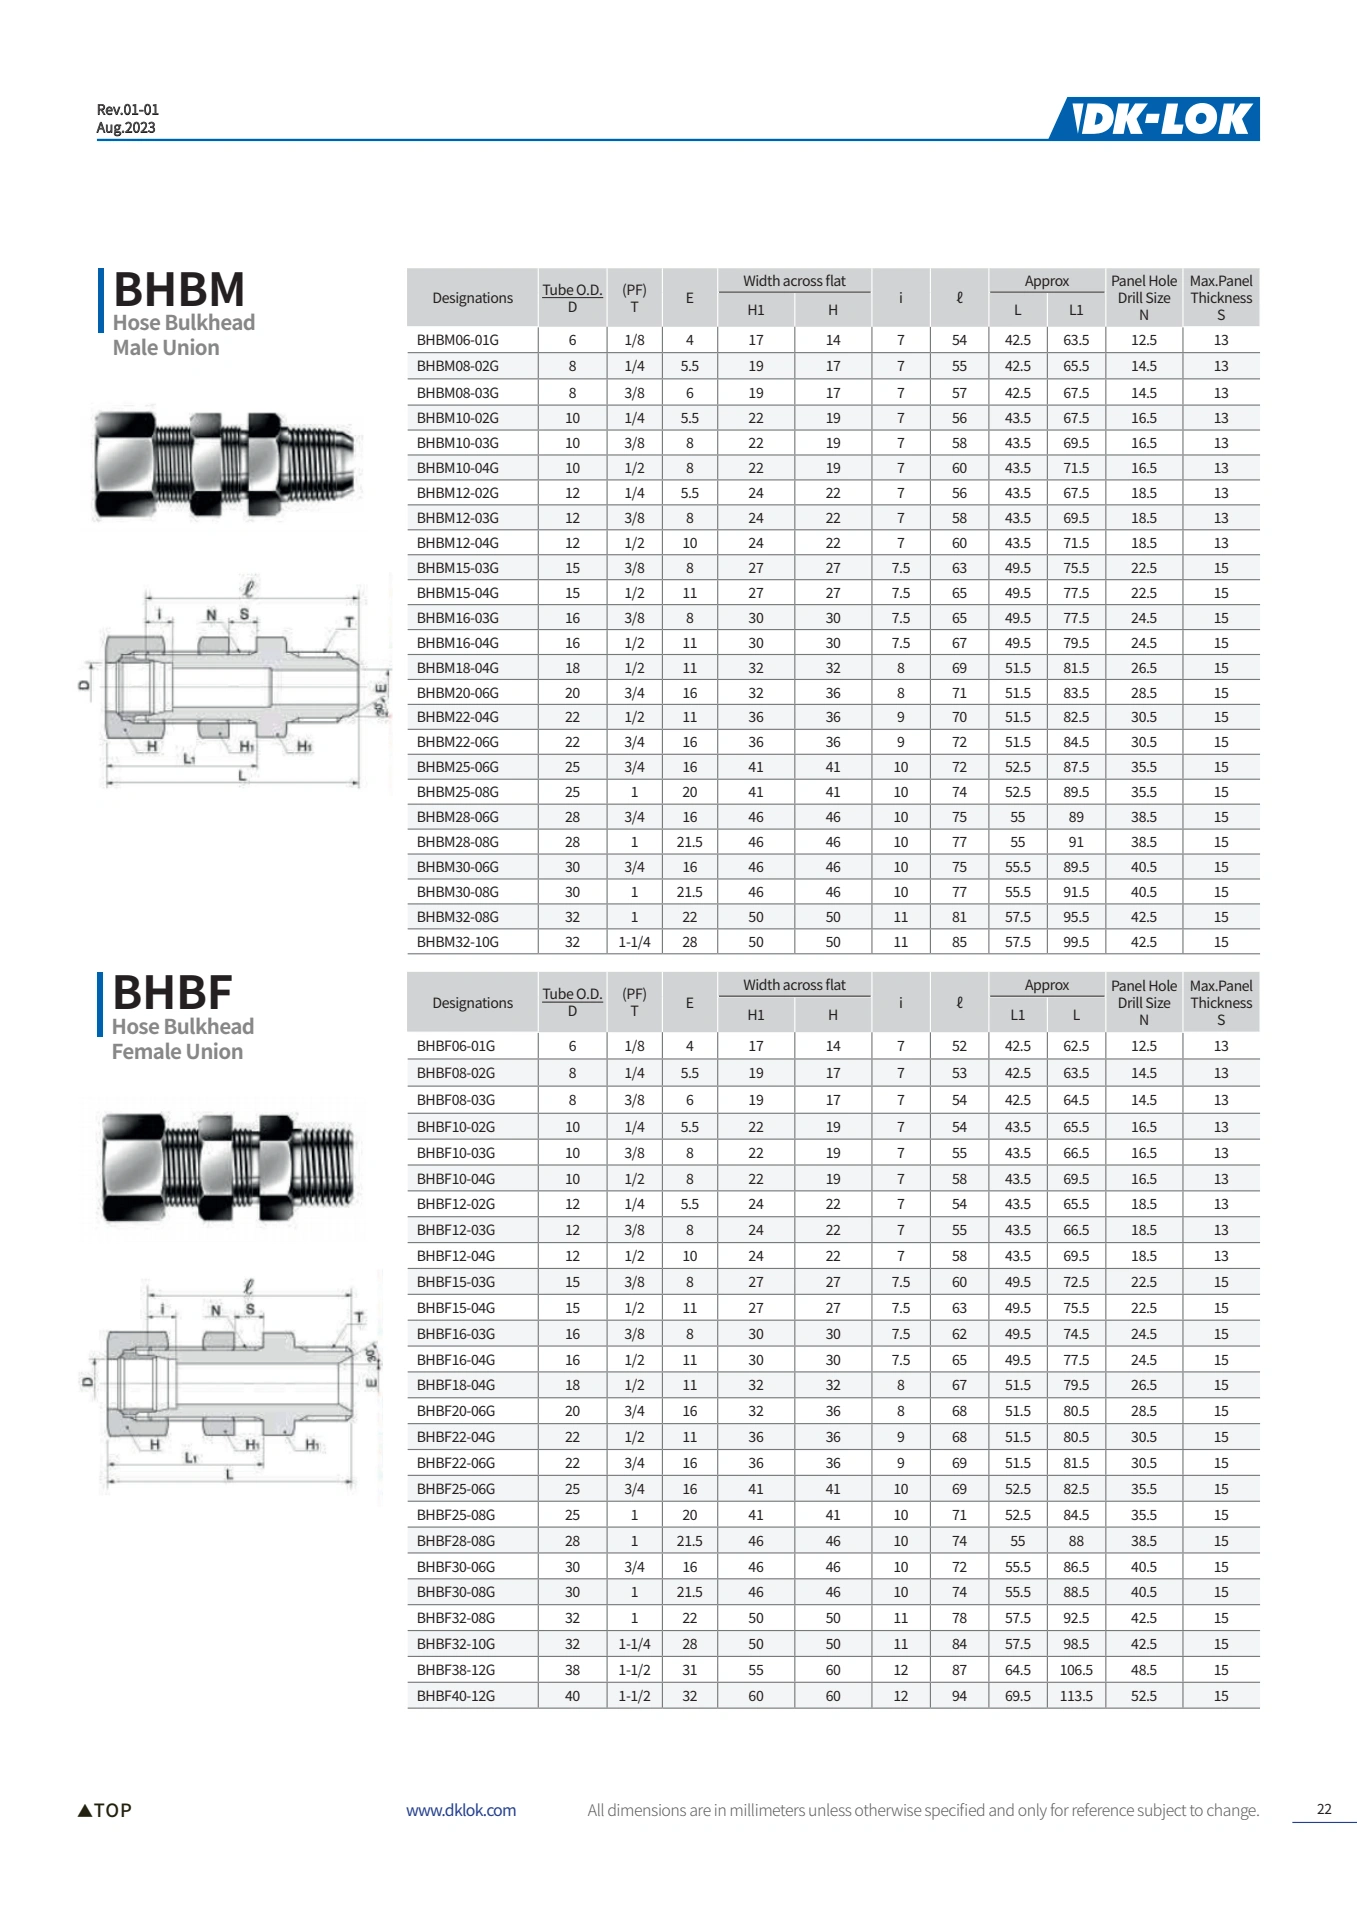 Rev.01-01
Aug.2023
DK-LOK
BHBM
Hose Bulkhead
Male Union
Designations Tube O.D. D (PF) T E Width across flat H1 H i ℓ Approx L L1 Panel Hole Drill Size N Max.Panel Thickness S
BHBM06-01G 6 1/8 4 17 14 7 54 42.5 63.5 12.5 13
BHBM08-02G 8 1/4 5.5 19 17 7 55 42.5 65.5 14.5 13
BHBM08-03G 8 3/8 6 19 17 7 57 42.5 67.5 14.5 13
BHBM10-02G 10 1/4 5.5 22 19 7 56 43.5 67.5 16.5 13
BHBM10-03G 10 3/8 8 22 19 7 58 43.5 69.5 16.5 13
BHBM10-04G 10 1/2 8 22 19 7 60 43.5 71.5 16.5 13
BHBM12-02G 12 1/4 5.5 24 22 7 56 43.5 67.5 18.5 13
BHBM12-03G 12 3/8 8 24 22 7 58 43.5 69.5 18.5 13
BHBM12-04G 12 1/2 10 24 22 7 60 43.5 71.5 18.5 13
BHBM15-03G 15 3/8 8 27 27 7.5 63 49.5 75.5 22.5 15
BHBM15-04G 15 1/2 11 27 27 7.5 65 49.5 77.5 22.5 15
BHBM16-03G 16 3/8 8 30 30 7.5 65 49.5 77.5 24.5 15
BHBM16-04G 16 1/2 11 30 30 7.5 67 49.5 79.5 24.5 15
BHBM18-04G 18 1/2 11 32 32 8 69 51.5 81.5 26.5 15
BHBM20-06G 20 3/4 16 32 36 8 71 51.5 83.5 28.5 15
BHBM22-04G 22 1/2 11 36 36 9 70 51.5 82.5 30.5 15
BHBM22-06G 22 3/4 16 36 36 9 72 51.5 84.5 30.5 15
BHBM25-06G 25 3/4 16 41 41 10 72 52.5 87.5 35.5 15
BHBM25-08G 25 1 20 41 41 10 74 52.5 89.5 35.5 15
BHBM28-06G 28 3/4 16 46 46 10 75 55 89 38.5 15
BHBM28-08G 28 1 21.5 46 46 10 77 55 91 38.5 15
BHBM30-06G 30 3/4 16 46 46 10 75 55.5 89.5 40.5 15
BHBM30-08G 30 1 21.5 46 46 10 77 55.5 91.5 40.5 15
BHBM32-08G 32 1 22 50 50 11 81 57.5 95.5 42.5 15
BHBM32-10G 32 1-1/4 28 50 50 11 85 57.5 99.5 42.5 15
ℓ
i N S T
D E 30°
H H1 H1
L1
L
BHBF
Hose Bulkhead
Female Union
Designations Tube O.D. D (PF) T E Width across flat H1 H i ℓ Approx L1 L Panel Hole Drill Size N Max.Panel Thickness S
BHBF06-01G 6 1/8 4 17 14 7 52 42.5 62.5 12.5 13
BHBF08-02G 8 1/4 5.5 19 17 7 53 42.5 63.5 14.5 13
BHBF08-03G 8 3/8 6 19 17 7 54 42.5 64.5 14.5 13
BHBF10-02G 10 1/4 5.5 22 19 7 54 43.5 65.5 16.5 13
BHBF10-03G 10 3/8 8 22 19 7 55 43.5 66.5 16.5 13
BHBF10-04G 10 1/2 8 22 19 7 58 43.5 69.5 16.5 13
BHBF12-02G 12 1/4 5.5 24 22 7 54 43.5 65.5 18.5 13
BHBF12-03G 12 3/8 8 24 22 7 55 43.5 66.5 18.5 13
BHBF12-04G 12 1/2 10 24 22 7 58 43.5 69.5 18.5 13
BHBF15-03G 15 3/8 8 27 27 7.5 60 49.5 72.5 22.5 15
BHBF15-04G 15 1/2 11 27 27 7.5 63 49.5 75.5 22.5 15
BHBF16-03G 16 3/8 8 30 30 7.5 62 49.5 74.5 24.5 15
BHBF16-04G 16 1/2 11 30 30 7.5 65 49.5 77.5 24.5 15
BHBF18-04G 18 1/2 11 32 32 8 67 51.5 79.5 26.5 15
BHBF20-06G 20 3/4 16 32 36 8 68 51.5 80.5 28.5 15
BHBF22-04G 22 1/2 11 36 36 9 68 51.5 80.5 30.5 15
BHBF22-06G 22 3/4 16 36 36 9 69 51.5 81.5 30.5 15
BHBF25-06G 25 3/4 16 41 41 10 69 52.5 82.5 35.5 15
BHBF25-08G 25 1 20 41 41 10 71 52.5 84.5 35.5 15
BHBF28-08G 28 1 21.5 46 46 10 74 55 88 38.5 15
BHBF30-06G 30 3/4 16 46 46 10 72 55.5 86.5 40.5 15
BHBF30-08G 30 1 21.5 46 46 10 74 55.5 88.5 40.5 15
BHBF32-08G 32 1 22 50 50 11 78 57.5 92.5 42.5 15
BHBF32-10G 32 1-1/4 28 50 50 11 84 57.5 98.5 42.5 15
BHBF38-12G 38 1-1/2 31 55 60 12 87 64.5 106.5 48.5 15
BHBF40-12G 40 1-1/2 32 60 60 12 94 69.5 113.5 52.5 15
ℓ
i N S T
D 30° E
H H1 H1
L1
L
▲TOP www.dklok.com All dimensions are in millimeters unless otherwise specified and only for reference subject to change. 22